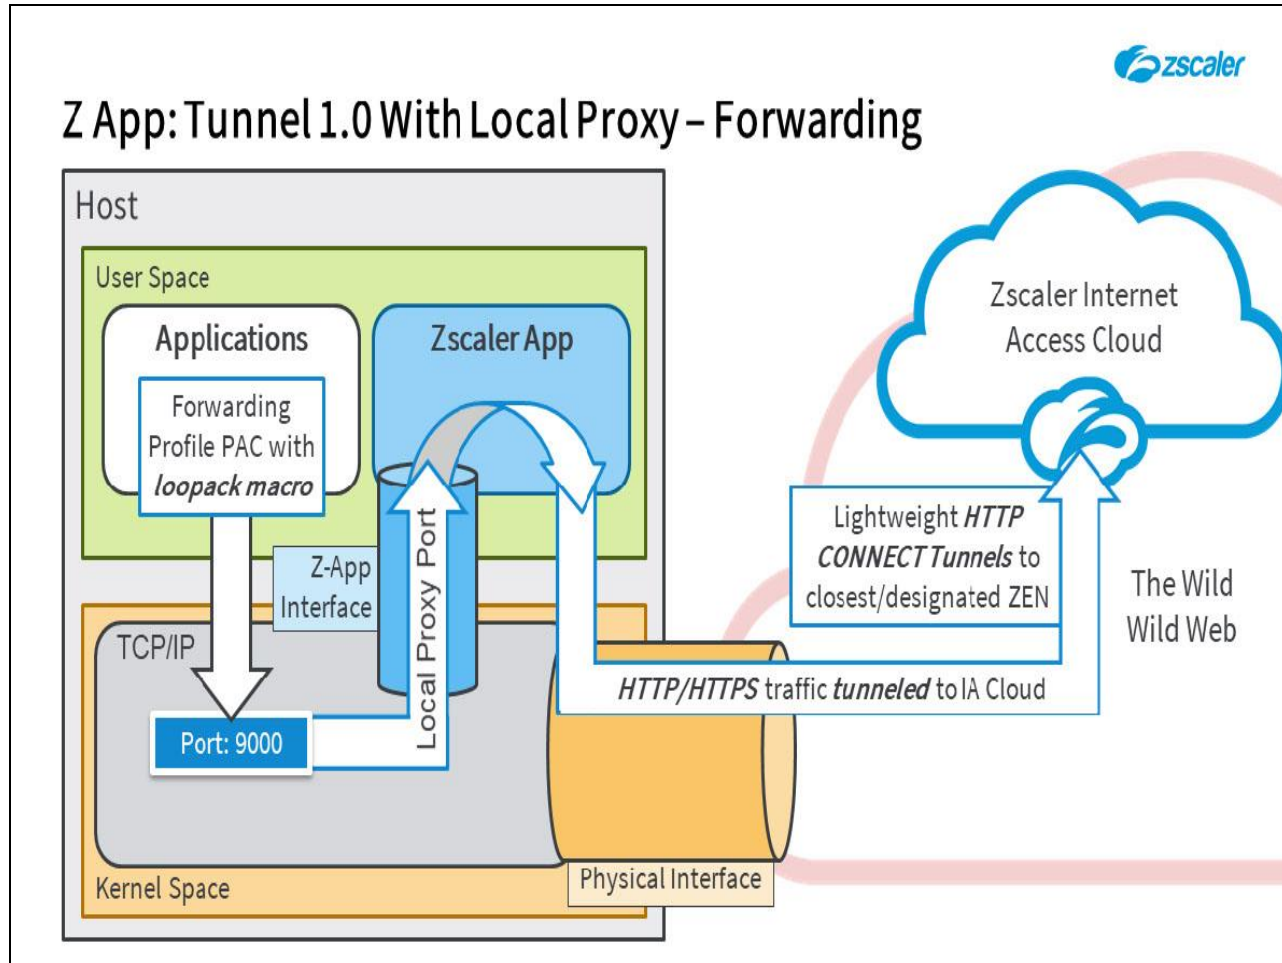 zscaler
Z App: Tunnel 1.0 With Local Proxy – Forwarding
Host
User Space
Applications
Forwarding
Profile PAC with
loopack macro
Zscaler App
Z-App
Interface
Local Proxy Port
TCP/IP
Port: 9000
Kernel Space
Physical Interface
HTTP/HTTPS traffic tunneled to IA Cloud
Lightweight HTTP
CONNECT Tunnels to
closest/designated ZEN
Zscaler Internet
Access Cloud
The Wild
Wild Web